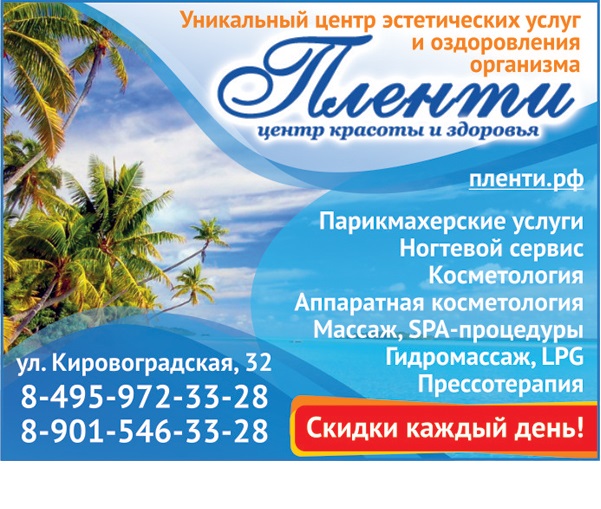 Уникальный центр эстетических услуг
и оздоровления
организма
Пленти
центр красоты и здоровья
пленти.рф
Парикмахерские услуги
Ногтевой сервис
Косметология
Аппаратная косметология
Массаж, SPA-процедуры
Гидромассаж, LPG
Прессотерапия
ул. Кировоградская, 32
8-495-972-33-28
8-901-546-33-28
Скидки каждый день!